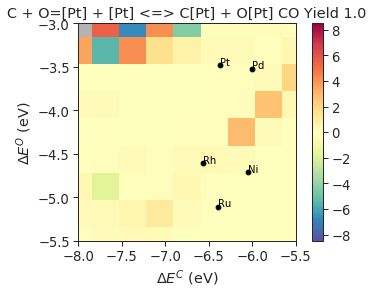 C + O=[Pt] + [Pt] <=> C[Pt] + O[Pt] CO Yield 1.0
−3.0
−3.5
−4.0
−4.5
−5.0
−5.5
ΔE^O (eV)
Pt
Pd
Rh
Ni
Ru
−8.0 −7.5 −7.0 −6.5 −6.0 −5.5
ΔE^C (eV)
8
6
4
2
0
−2
−4
−6
−8